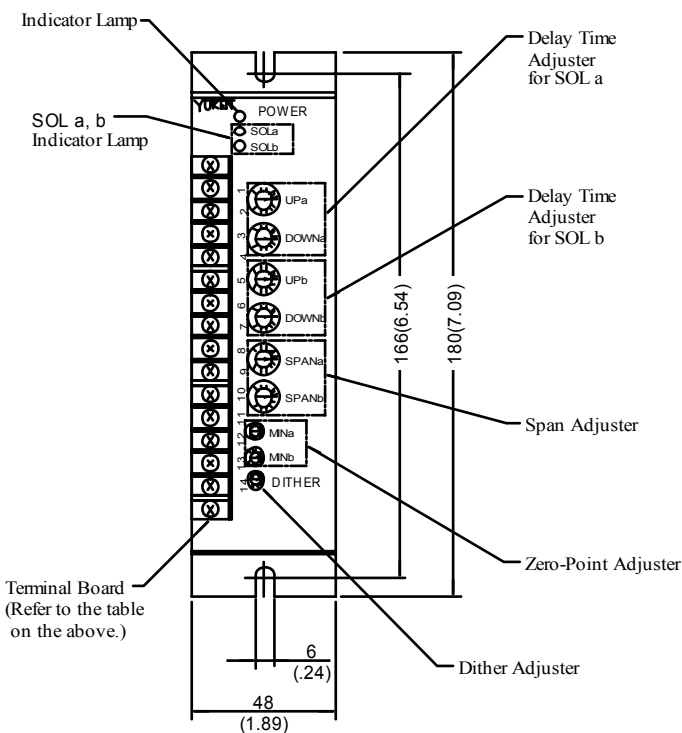 Indicator Lamp
SOL a, b
Indicator Lamp
YUKEN
POWER
SOLa
SOLb
Delay Time
Adjuster
for SOL a
1
UPa
2
3
DOWNa
4
Delay Time
Adjuster
for SOL b
5
UPb
6
DOWNb
7
166(6.54)
180(7.09)
8
SPANa
9
10
SPANb
11
Span Adjuster
11
MINa
12
MINb
13
14
DITHER
Zero-Point Adjuster
Terminal Board
(Refer to the table
on the above.)
Dither Adjuster
6
(.24)
48
(1.89)